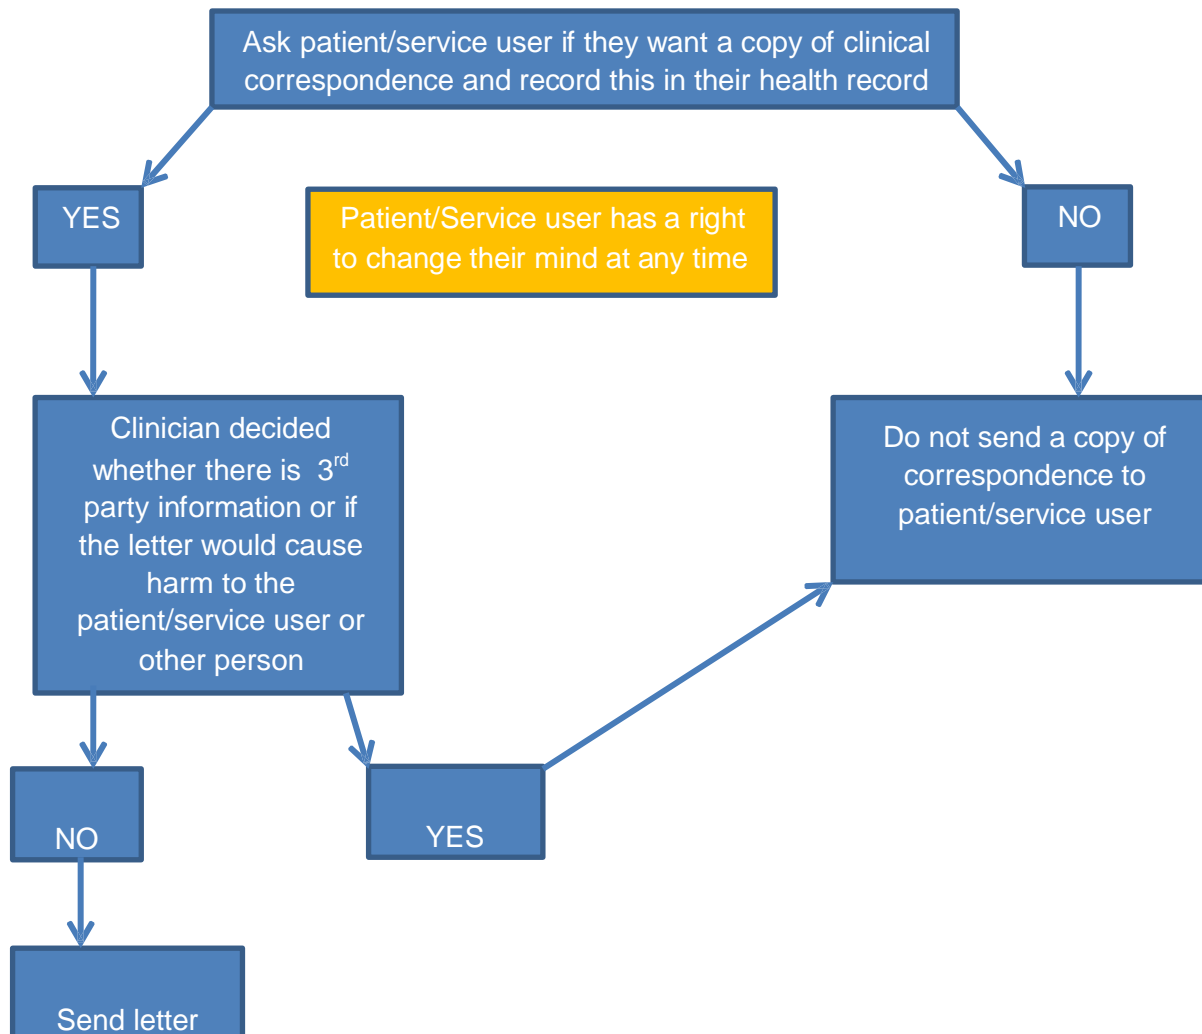 Ask patient/service user if they want a copy of clinical
correspondence and record this in their health record
YES
Patient/Service user has a right
to change their mind at any time
NO
Clinician decided
whether there is 3rd
party information or if
the letter would cause
harm to the
patient/service user or
other person
Do not send a copy of
correspondence to
patient/service user
NO
YES
Send letter